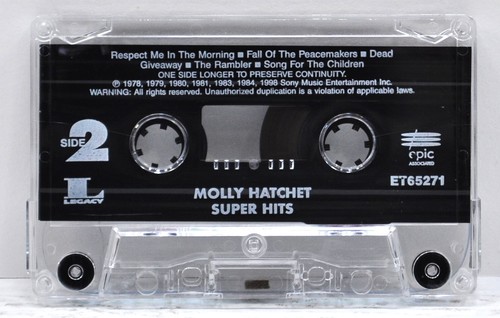 Respect Me In The Morning ■ Fall Of The Peacemakers ■ Dead
Giveaway ■ The Rambler ■ Song For The Children
ONE SIDE LONGER TO PRESERVE CONTINUITY.
℗ 1978, 1979, 1980, 1981, 1983, 1984, 1998 Sony Music Entertainment Inc.
WARNING: All rights reserved. Unauthorized duplication is a violation of applicable laws.
SIDE 2
L
LEGACY
epic
ASSOCIATED
ET65271
MOLLY HATCHET
SUPER HITS